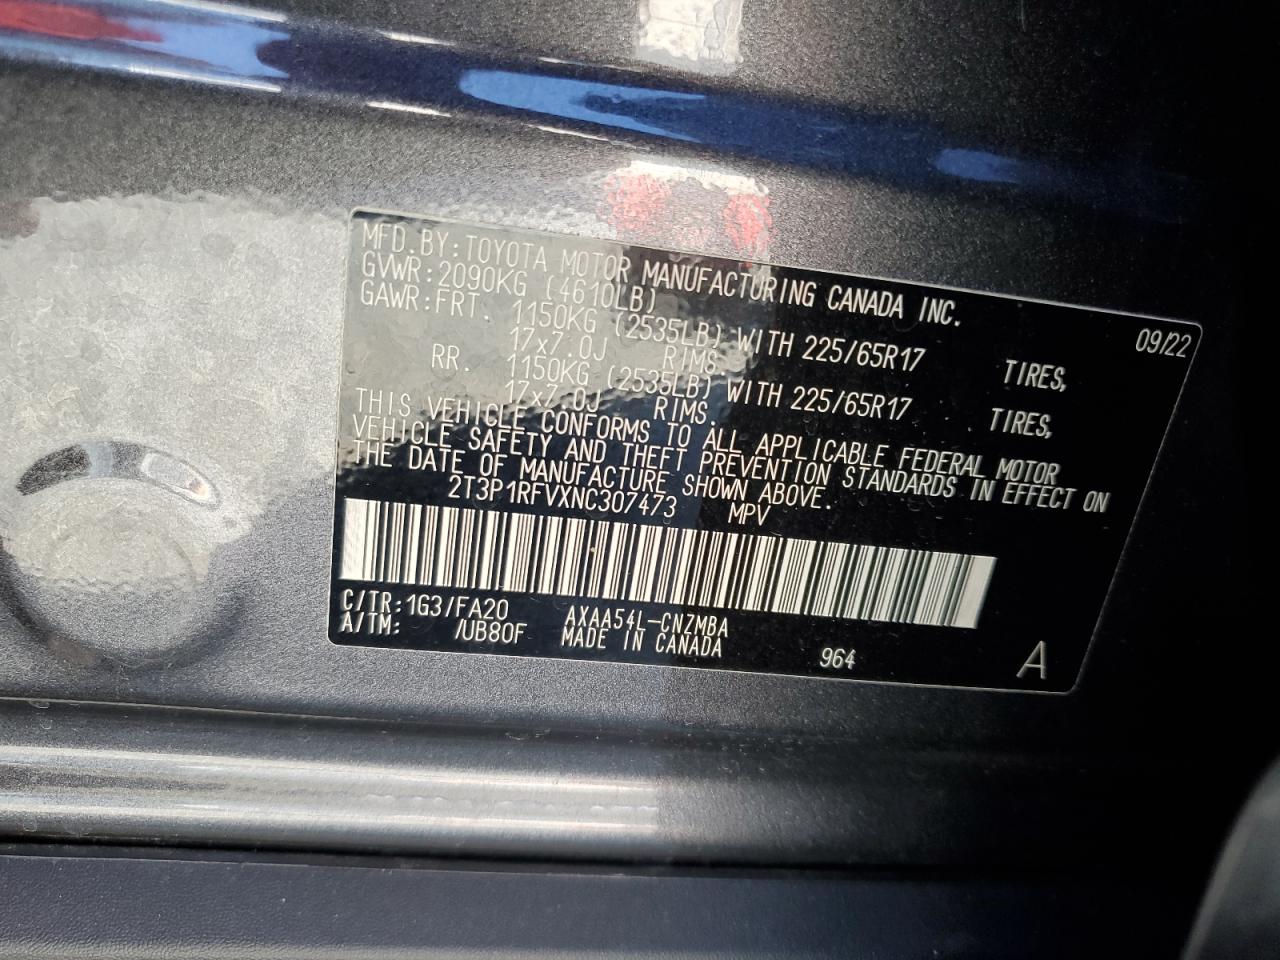 MFD.BY:TOYOTA MOTOR MANUFACTURING CANADA INC.
09/22
GVWR:2090KG (4610LB)
GAWR:FRT. 1150KG (2535LB) WITH 225/65R17 TIRES,
17x7.0J RIMS
RR. 1150KG (2535LB) WITH 225/65R17 TIRES,
17x7.0J RIMS.
THIS VEHICLE CONFORMS TO ALL APPLICABLE FEDERAL MOTOR
VEHICLE SAFETY AND THEFT PREVENTION STANDARDS IN EFFECT ON
THE DATE OF MANUFACTURE SHOWN ABOVE.
2T3P1RFVXNC307473 MPV
C/TR:1G3/FA20 AXAA54L-CNZMBA
A/TM: /UB80F MADE IN CANADA 964 A